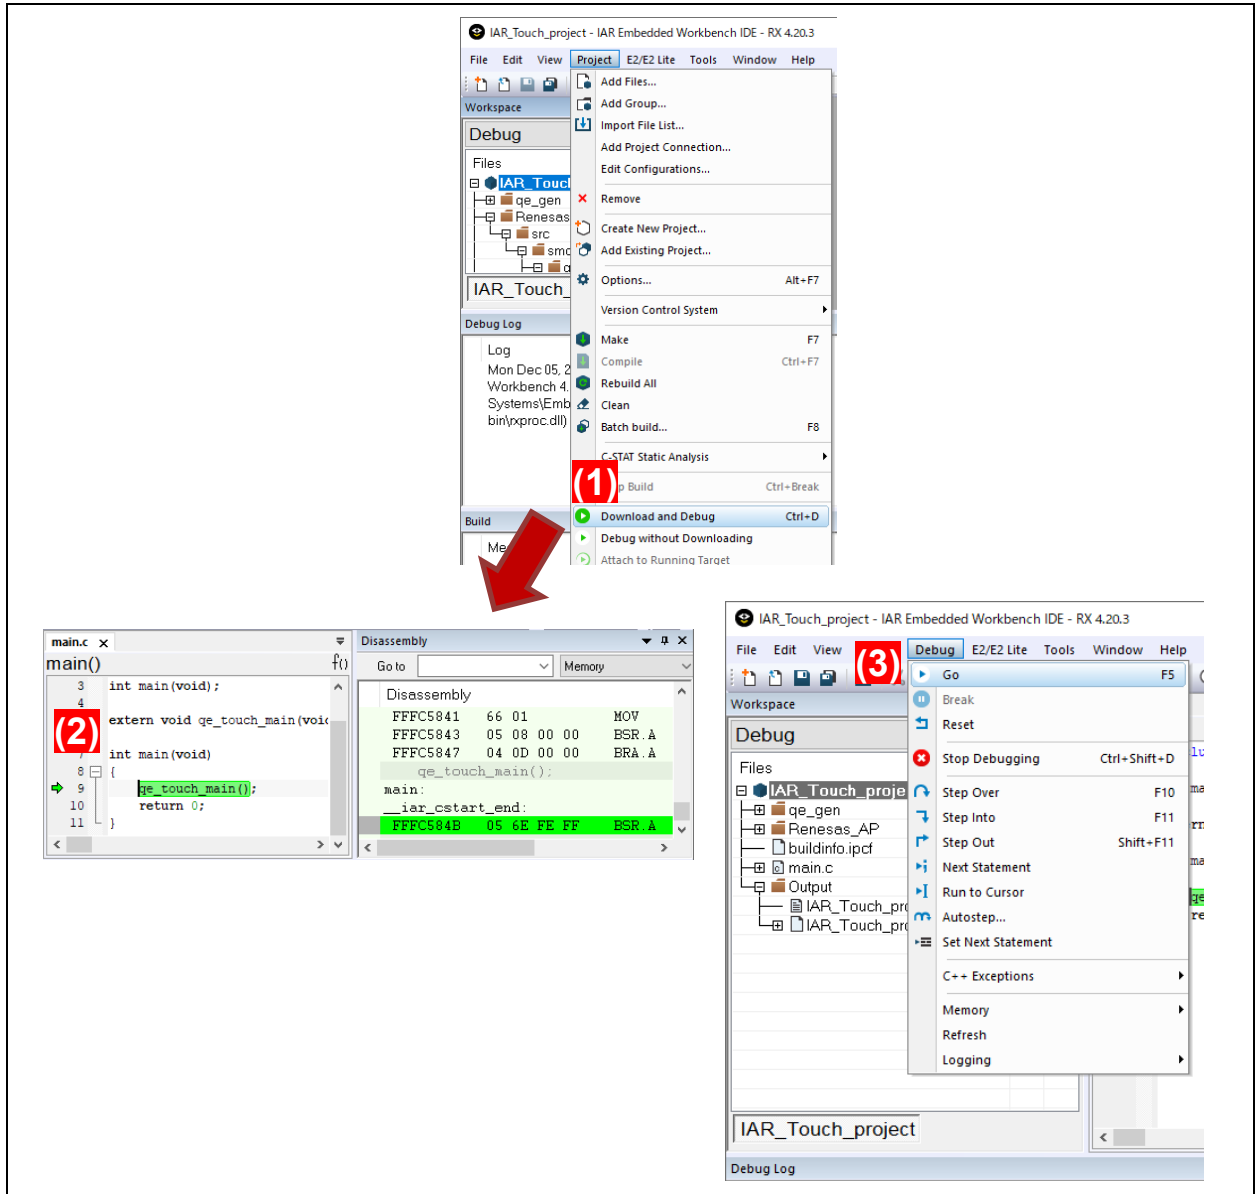 IAR_Touch_project - IAR Embedded Workbench IDE - RX 4.20.3
File Edit View Project E2/E2 Lite Tools Window Help
Workspace
Debug
Files
IAR_Touch
qe_gen
Renesas
src
smc
Add Files...
Add Group...
Import File List...
Add Project Connection...
Edit Configurations...
Remove
Create New Project...
Add Existing Project...
Options... Alt+F7
Version Control System
Make F7
Compile Ctrl+F7
Rebuild All
Clean
Batch build... F8
C-STAT Static Analysis
(1)
p Build Ctrl+Break
Download and Debug Ctrl+D
Debug without Downloading
Attach to Running Target
IAR_Touch_
Debug Log
Log
Mon Dec 05, 2
Workbench 4.
Systems\Emb
bin\rxproc.dll)
Build
Me
main.c
main() f()
3 int main(void);
4
(2)
extern void qe_touch_main(voi
7 int main(void)
8 {
9 qe_touch_main();
10 return 0;
11 }
Disassembly
Go to Memory
Disassembly
FFFC5841 66 01 MOV
FFFC5843 05 08 00 00 BSR.A
FFFC5847 04 0D 00 00 BRA.A
qe_touch_main();
main:
__iar_cstart_end:
FFFC584B 05 6E FE FF BSR.A
IAR_Touch_project - IAR Embedded Workbench IDE - RX 4.20.3
File Edit View (3) Debug E2/E2 Lite Tools Window Help
Workspace
Debug
Files
IAR_Touch_proje
qe_gen
Renesas_AP
buildinfo.ipcf
main.c
Output
IAR_Touch_pro
IAR_Touch_pro
Go F5
Break
Reset
Stop Debugging Ctrl+Shift+D
Step Over F10
Step Into F11
Step Out Shift+F11
Next Statement
Run to Cursor
Autostep...
Set Next Statement
C++ Exceptions
Memory
Refresh
Logging
lu
ma
rn
ma
qe
re
IAR_Touch_project
Debug Log